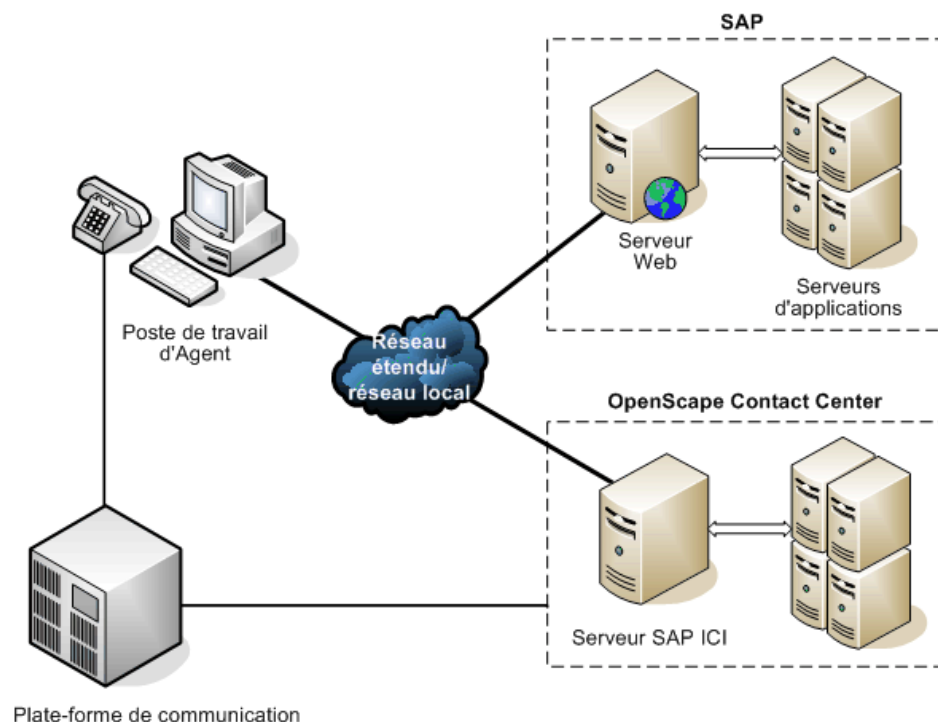 SAP
Serveur
Web
Serveurs
d'applications
Poste de travail
d'Agent
Réseau
étendu/
réseau local
OpenScape Contact Center
Serveur SAP ICI
Plate-forme de communication